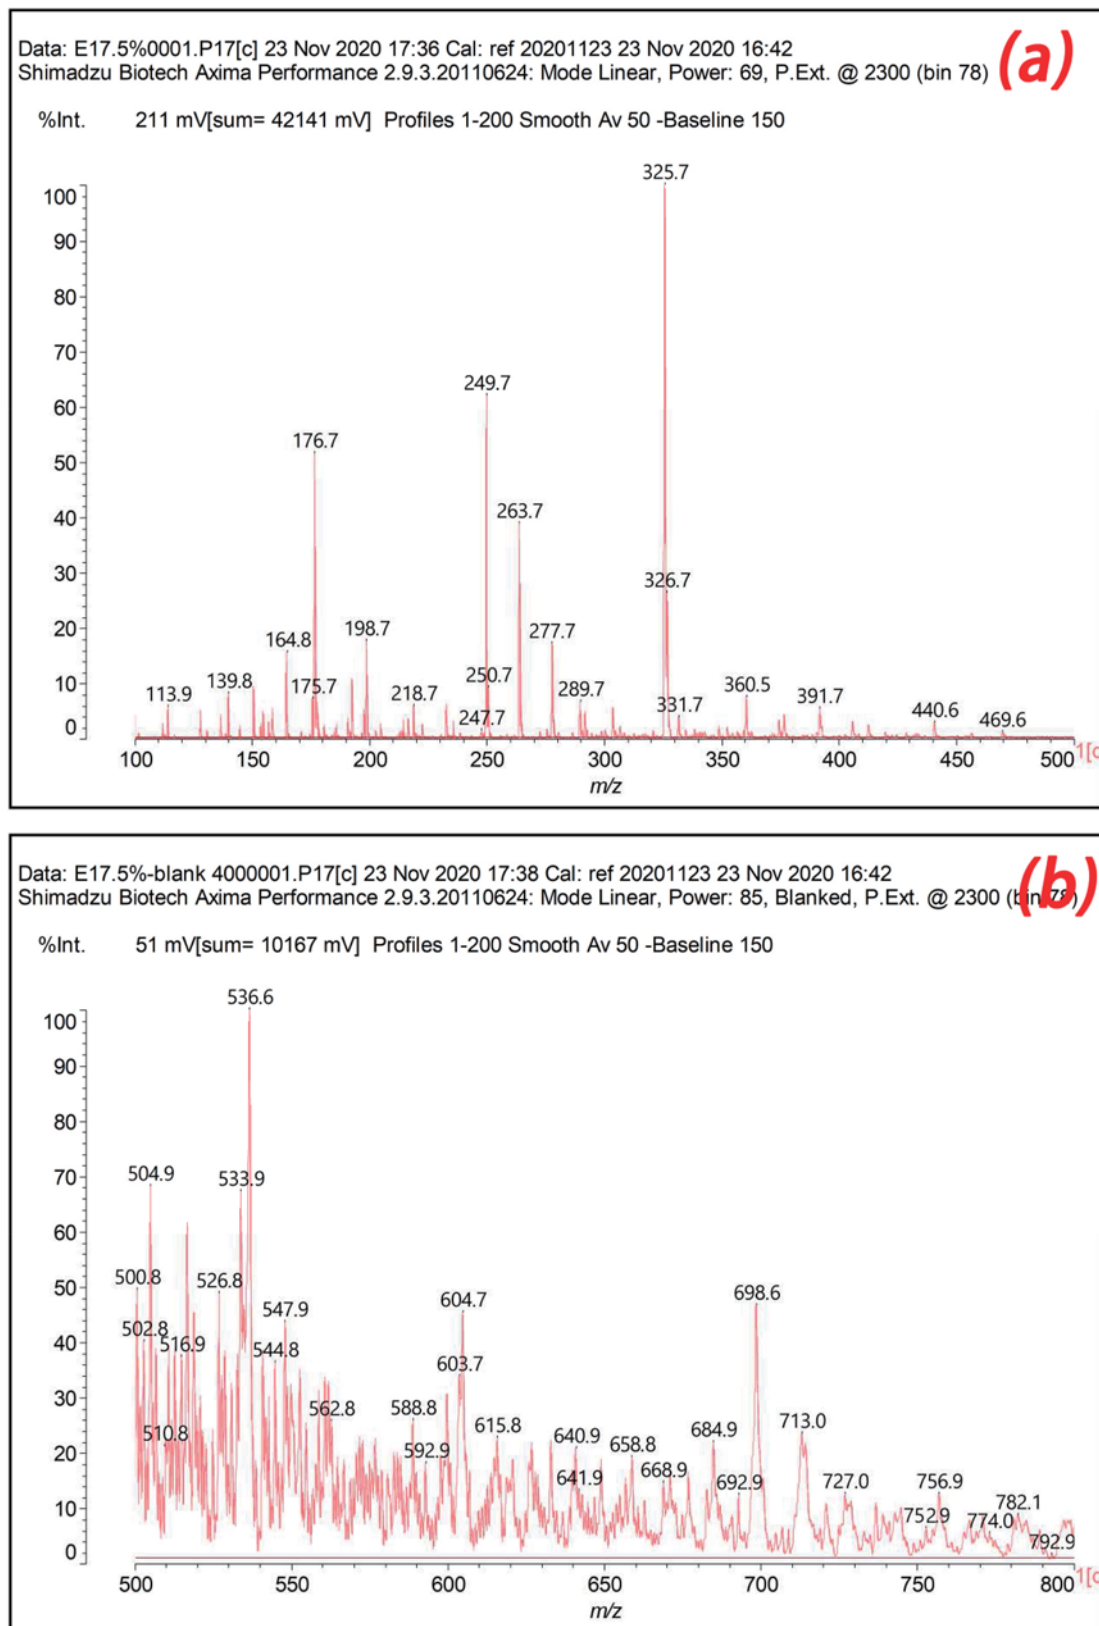 (a)
Data: E17.5%0001.P17[c] 23 Nov 2020 17:36 Cal: ref 20201123 23 Nov 2020 16:42
Shimadzu Biotech Axima Performance 2.9.3.20110624: Mode Linear, Power: 69, P.Ext. @ 2300 (bin 78)
%Int. 211 mV[sum= 42141 mV] Profiles 1-200 Smooth Av 50 -Baseline 150
325.7
100
90
80
70
249.7
60
176.7
50
263.7
40
30
326.7
20
164.8 198.7 277.7
10
113.9 139.8 175.7 218.7 250.7 289.7 331.7 360.5 391.7 440.6 469.6
247.7
0
100 150 200 250 300 350 400 450 500
m/z
(b)
Data: E17.5%-blank 4000001.P17[c] 23 Nov 2020 17:38 Cal: ref 20201123 23 Nov 2020 16:42
Shimadzu Biotech Axima Performance 2.9.3.20110624: Mode Linear, Power: 85, Blanked, P.Ext. @ 2300 (bin 78)
%Int. 51 mV[sum= 10167 mV] Profiles 1-200 Smooth Av 50 -Baseline 150
536.6
100
90
80
504.9 533.9
70
60
500.8 526.8
50
547.9 604.7 698.6
502.8 516.9 544.8
40
603.7
30
562.8 588.8 615.8
510.8 592.9 640.9 658.8 684.9 713.0
20
641.9 668.9 692.9 727.0 756.9
10
752.9 774.0 782.1
792.9
0
500 550 600 650 700 750 800
m/z